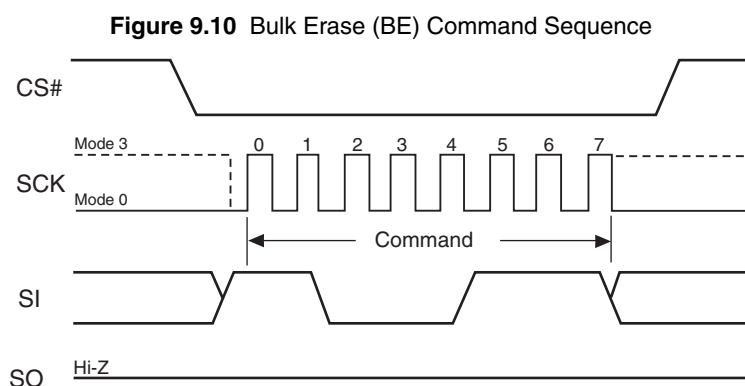 Figure 9.10 Bulk Erase (BE) Command Sequence
CS#
Mode 3
0 1 2 3 4 5 6 7
SCK
Mode 0
Command
SI
Hi-Z
SO